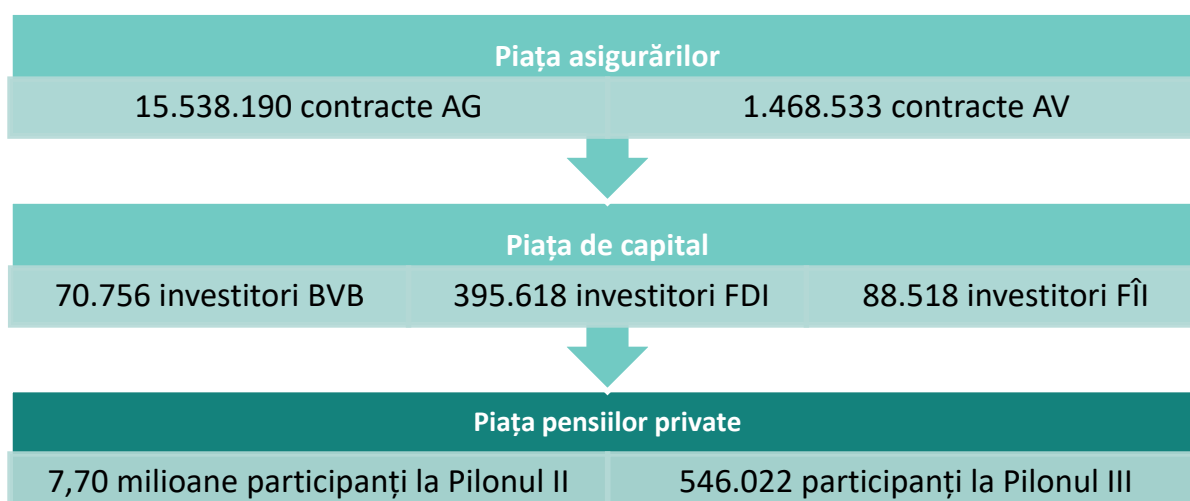 Piața asigurărilor
15.538.190 contracte AG
1.468.533 contracte AV
Piața de capital
70.756 investitori BVB
395.618 investitori FDI
88.518 investitori FÎI
Piața pensiilor private
7,70 milioane participanți la Pilonul II
546.022 participanți la Pilonul III